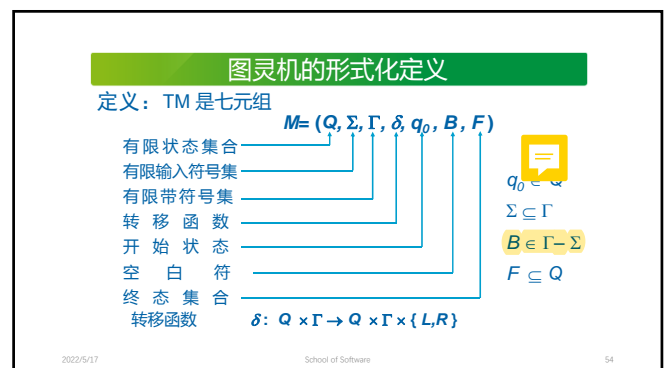 图灵机的形式化定义
定义：TM 是七元组
M= (Q, Σ, Γ, δ, q₀, B, F)
有限状态集合
有限输入符号集
有限带符号集
转移函数
开始状态
空白符
终态集合
q₀ ∈ Q
Σ ⊆ Γ
B ∈ Γ– Σ
F ⊆ Q
转移函数 δ: Q × Γ → Q × Γ × { L,R }
2022/5/17 School of Software 54